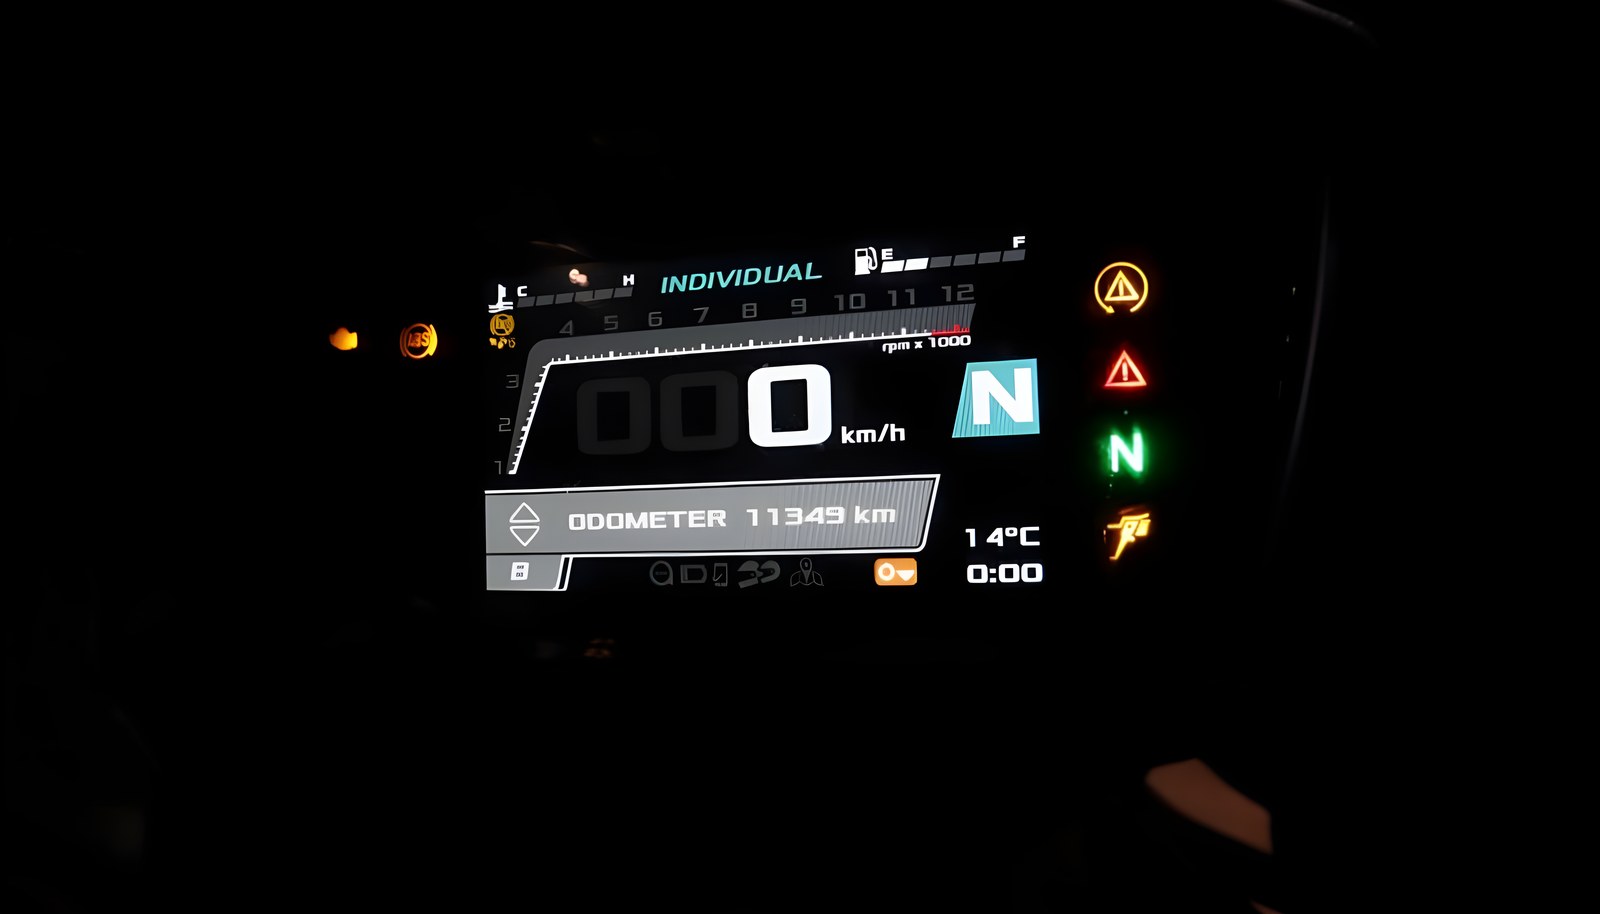 C H INDIVIDUAL E F
4 5 6 7 8 9 10 11 12
rpm x 1000
3
2
1
000 km/h N
N
ODOMETER 11349 km
14°C
0:00